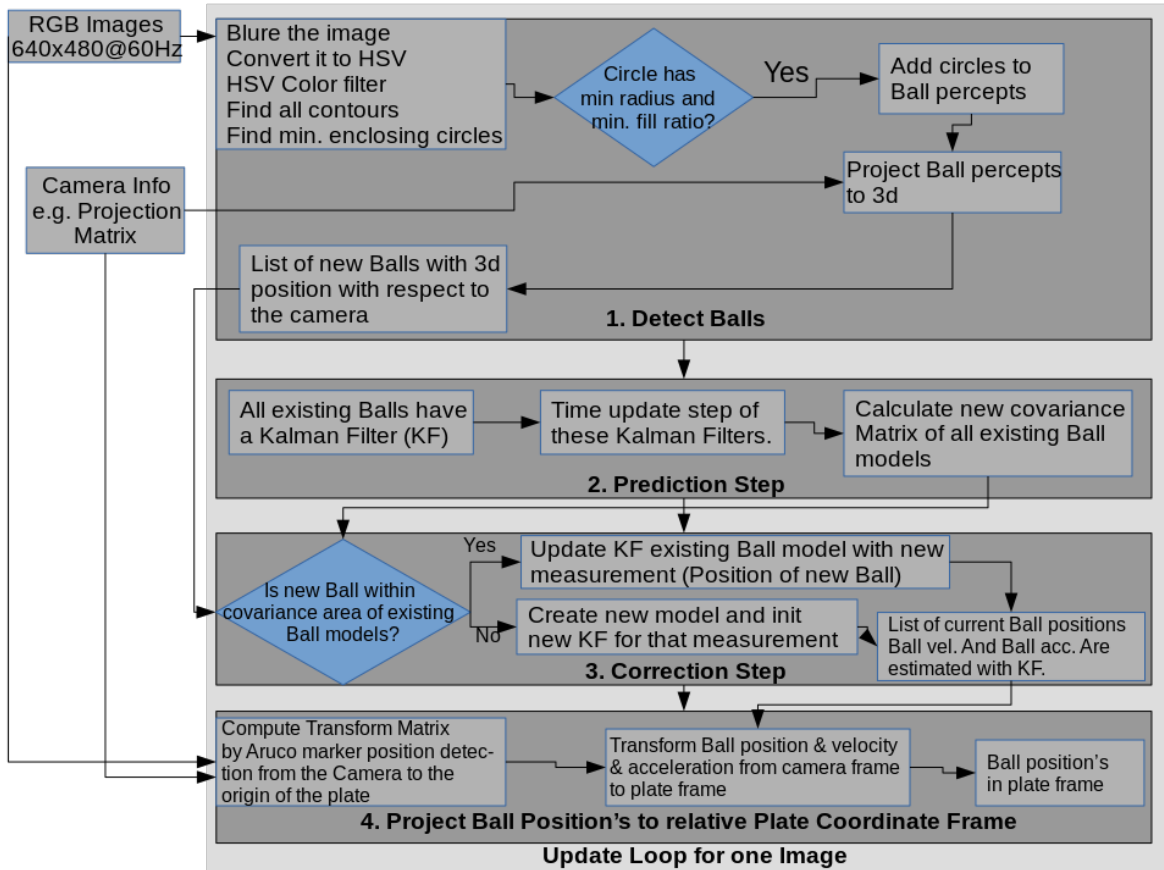 RGB Images
640x480@60Hz
Blure the image
Convert it to HSV
HSV Color filter
Find all contours
Find min. enclosing circles
Circle has
min radius and
min. fill ratio?
Yes
Add circles to
Ball percepts
Camera Info
e.g. Projection
Matrix
Project Ball percepts
to 3d
List of new Balls with 3d
position with respect to
the camera
1. Detect Balls
All existing Balls have
a Kalman Filter (KF)
Time update step of
these Kalman Filters.
Calculate new covariance
Matrix of all existing Ball
models
2. Prediction Step
Is new Ball within
covariance area of existing
Ball models?
Yes
Update KF existing Ball model with new
measurement (Position of new Ball)
No
Create new model and init
new KF for that measurement
List of current Ball positions
Ball vel. And Ball acc. Are
estimated with KF.
3. Correction Step
Compute Transform Matrix
by Aruco marker position detec-
tion from the Camera to the
origin of the plate
Transform Ball position & velocity
& acceleration from camera frame
to plate frame
Ball position's
in plate frame
4. Project Ball Position's to relative Plate Coordinate Frame
Update Loop for one Image